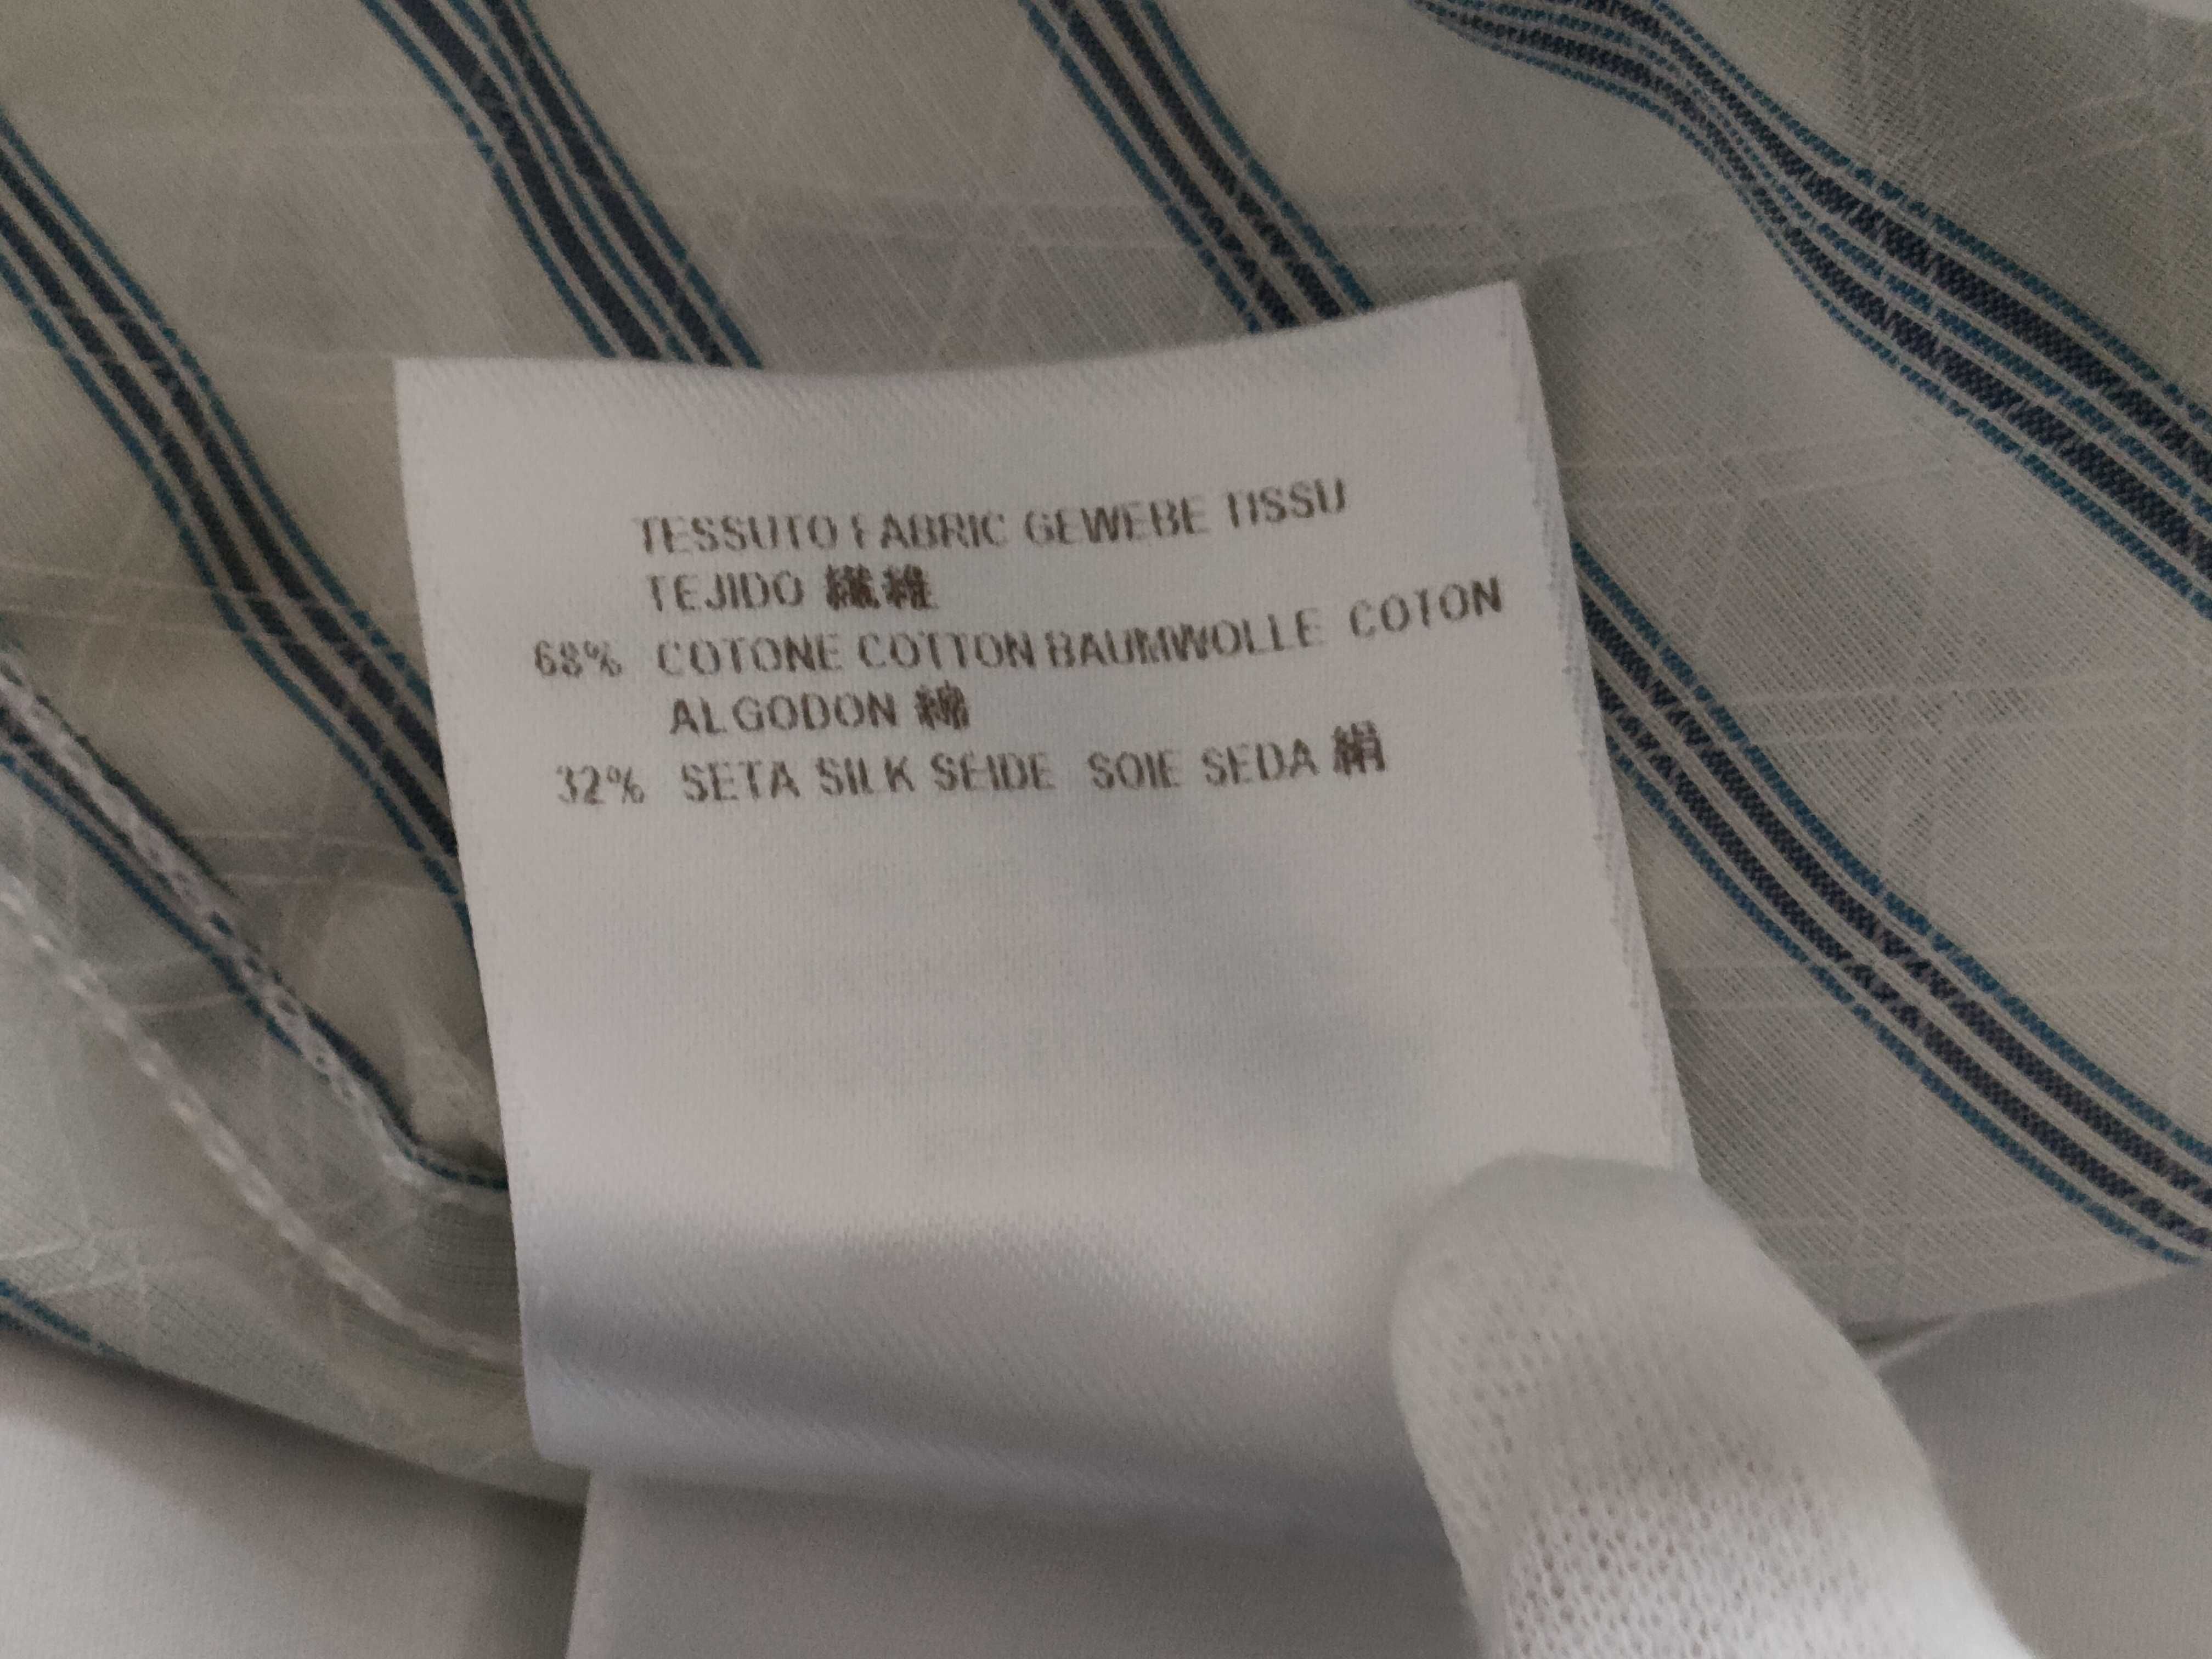 TESSUTO FABRIC GEWEBE TISSU
TEJIDO 繊維
68% COTONE COTTON BAUMWOLLE COTON
ALGODON 綿
32% SETA SILK SEIDE SOIE SEDA 絹